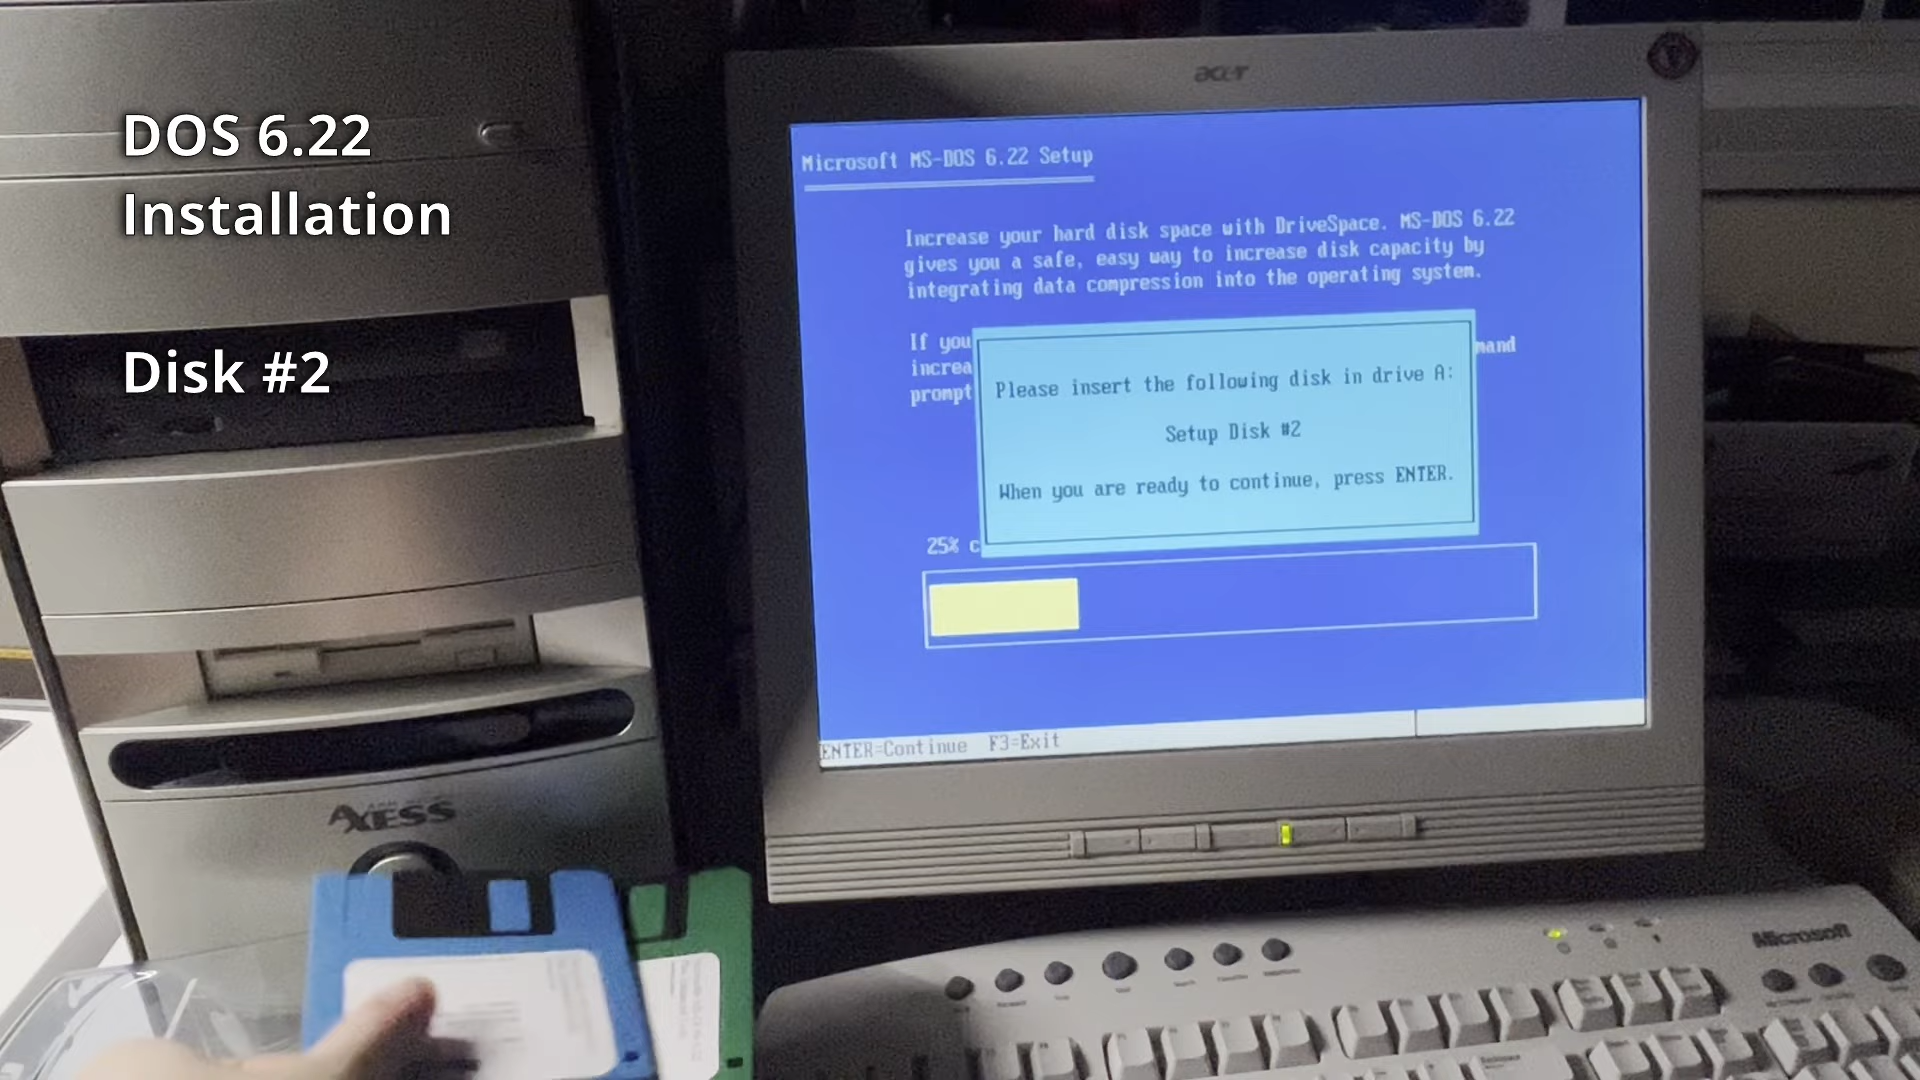 DOS 6.22
Installation
Disk #2
acer
Microsoft MS-DOS 6.22 Setup
Increase your hard disk space with DriveSpace. MS-DOS 6.22
gives you a safe, easy way to increase disk capacity by
integrating data compression into the operating system.
If you
increa
mand
prompt
Please insert the following disk in drive A:
Setup Disk #2
When you are ready to continue, press ENTER.
25% c
ENTER=Continue F3=Exit
AXESS
Microsoft